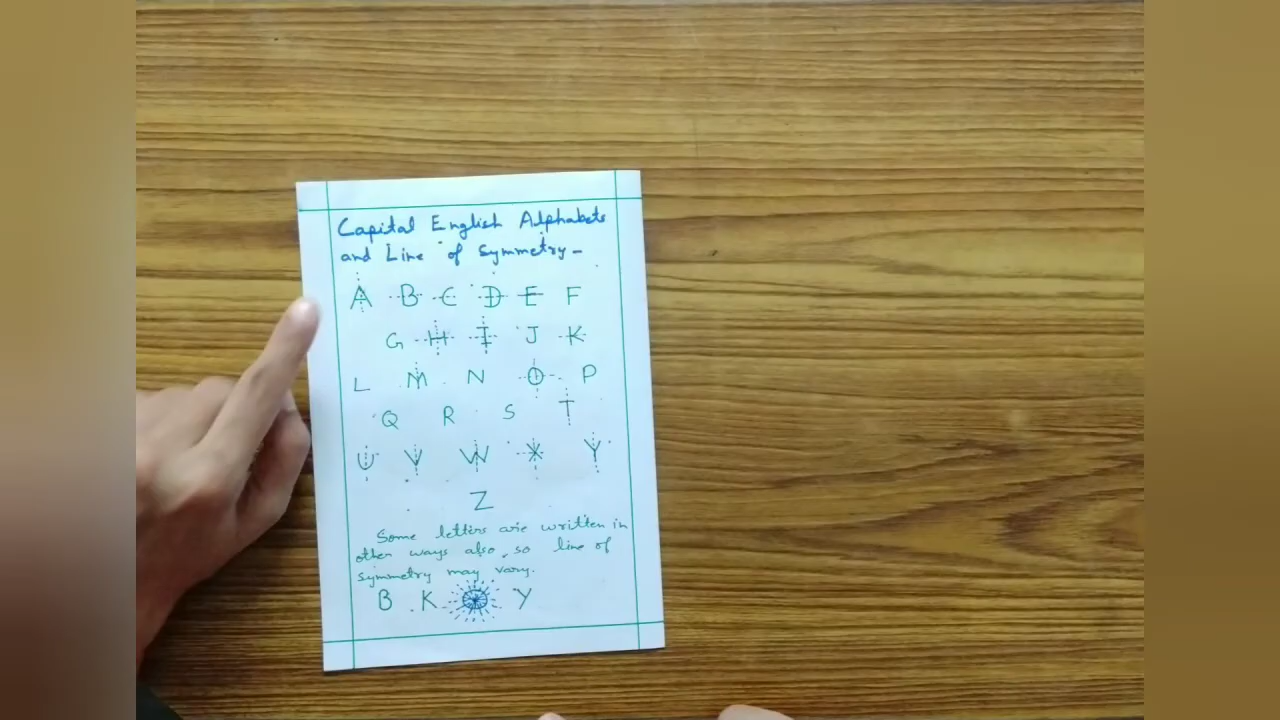 Capital English Alphabets
and Line of Symmetry-
A B C D E F
G H I J K
L M N O P
Q R S T
U V W X Y
Z
Some letters are written in
other ways also, so line of
symmetry may vary.
B K O Y